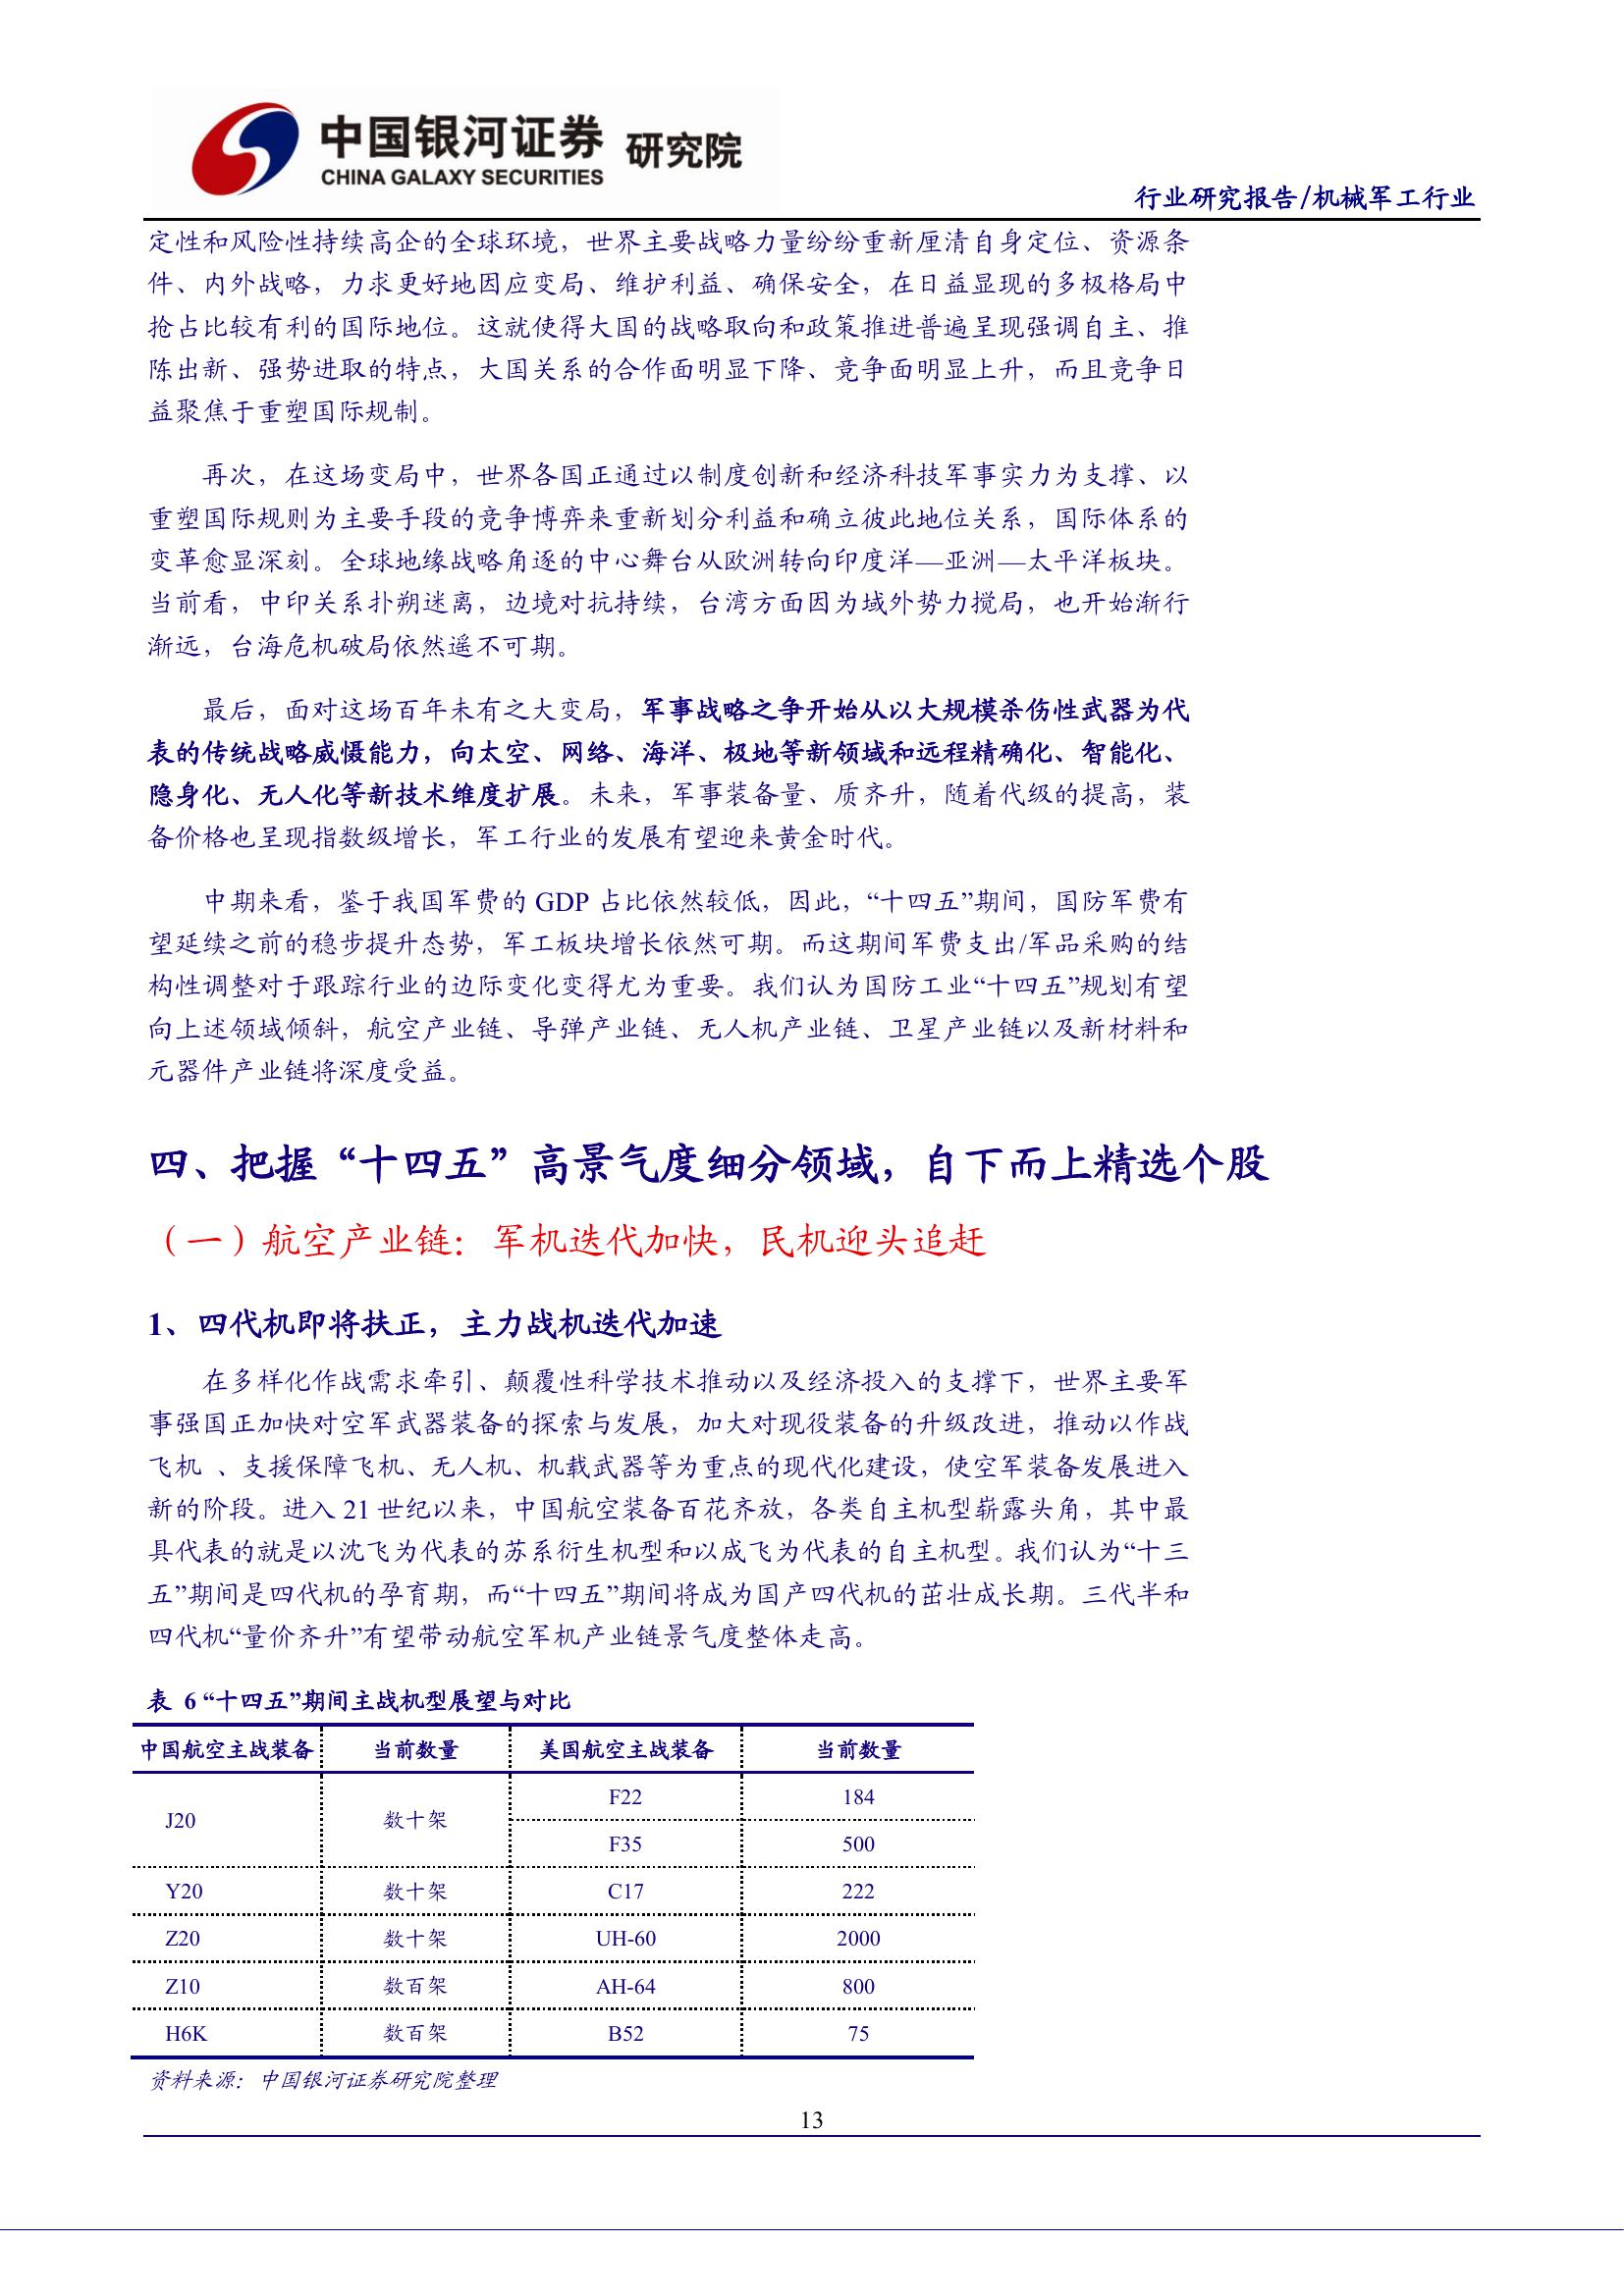 中国银河证券 研究院
CHINA GALAXY SECURITIES
行业研究报告/机械军工行业
定性和风险性持续高企的全球环境，世界主要战略力量纷纷重新厘清自身定位、资源条
件、内外战略，力求更好地因应变局、维护利益、确保安全，在日益显现的多极格局中
抢占比较有利的国际地位。这就使得大国的战略取向和政策推进普遍呈现强调自主、推
陈出新、强势进取的特点，大国关系的合作面明显下降、竞争面明显上升，而且竞争日
益聚焦于重塑国际规制。
再次，在这场变局中，世界各国正通过以制度创新和经济科技军事实力为支撑、以
重塑国际规则为主要手段的竞争博弈来重新划分利益和确立彼此地位关系，国际体系的
变革愈显深刻。全球地缘战略角逐的中心舞台从欧洲转向印度洋—亚洲—太平洋板块。
当前看，中印关系扑朔迷离，边境对抗持续，台湾方面因为域外势力搅局，也开始渐行
渐远，台海危机破局依然遥不可期。
最后，面对这场百年未有之大变局，军事战略之争开始从以大规模杀伤性武器为代
表的传统战略威慑能力，向太空、网络、海洋、极地等新领域和远程精确化、智能化、
隐身化、无人化等新技术维度扩展。未来，军事装备量、质齐升，随着代级的提高，装
备价格也呈现指数级增长，军工行业的发展有望迎来黄金时代。
中期来看，鉴于我国军费的 GDP 占比依然较低，因此，“十四五”期间，国防军费有
望延续之前的稳步提升态势，军工板块增长依然可期。而这期间军费支出/军品采购的结
构性调整对于跟踪行业的边际变化变得尤为重要。我们认为国防工业“十四五”规划有望
向上述领域倾斜，航空产业链、导弹产业链、无人机产业链、卫星产业链以及新材料和
元器件产业链将深度受益。
四、把握“十四五”高景气度细分领域，自下而上精选个股
（一）航空产业链：军机迭代加快，民机迎头追赶
1、四代机即将扶正，主力战机迭代加速
在多样化作战需求牵引、颠覆性科学技术推动以及经济投入的支撑下，世界主要军
事强国正加快对空军武器装备的探索与发展，加大对现役装备的升级改进，推动以作战
飞机 、支援保障飞机、无人机、机载武器等为重点的现代化建设，使空军装备发展进入
新的阶段。进入 21 世纪以来，中国航空装备百花齐放，各类自主机型崭露头角，其中最
具代表的就是以沈飞为代表的苏系衍生机型和以成飞为代表的自主机型。我们认为“十三
五”期间是四代机的孕育期，而“十四五”期间将成为国产四代机的茁壮成长期。三代半和
四代机“量价齐升”有望带动航空军机产业链景气度整体走高。
表 6 “十四五”期间主战机型展望与对比
中国航空主战装备 当前数量 美国航空主战装备 当前数量
J20 数十架 F22 184
F35 500
Y20 数十架 C17 222
Z20 数十架 UH-60 2000
Z10 数百架 AH-64 800
H6K 数百架 B52 75
资料来源：中国银河证券研究院整理
13